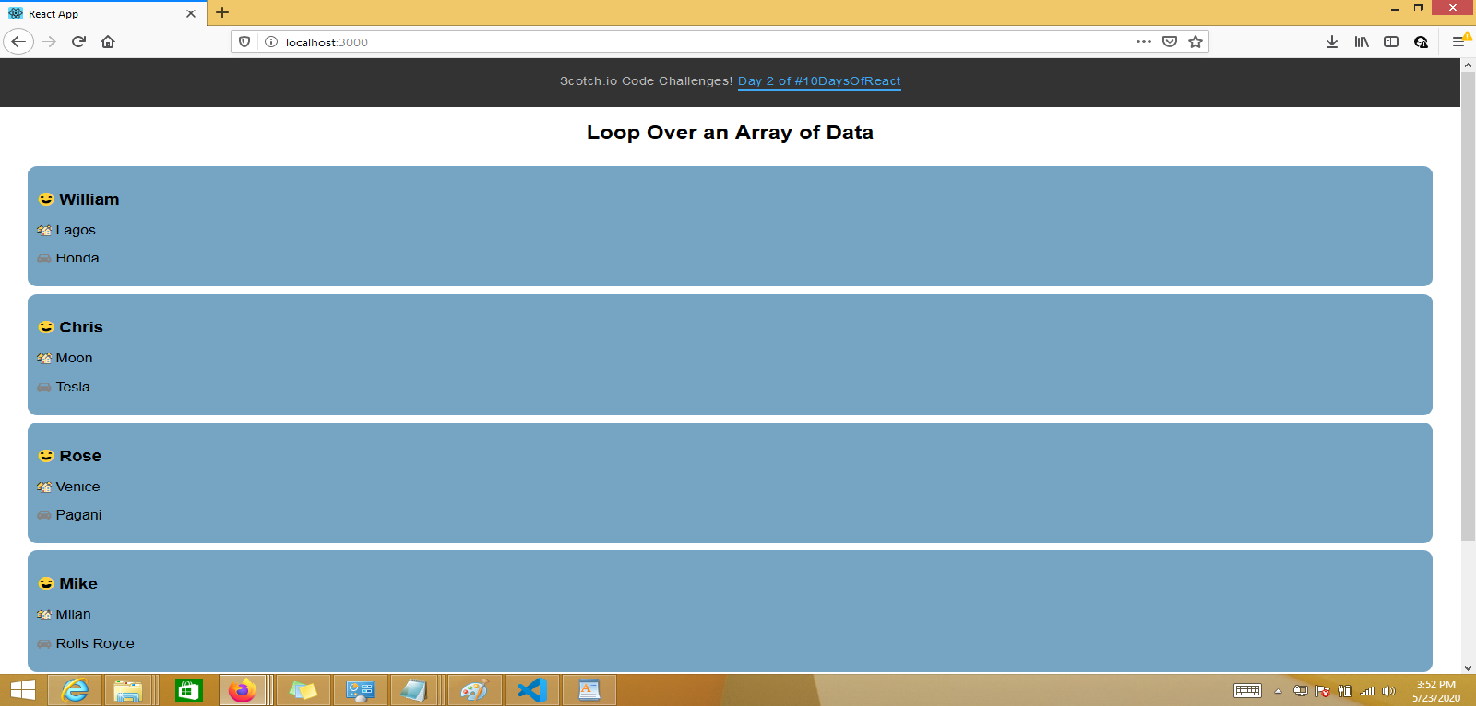 React App
localhost:3000
Scotch.io Code Challenges! Day 2 of #10DaysOfReact
Loop Over an Array of Data
William
Lagos
Honda
Chris
Moon
Tesla
Rose
Venice
Pagani
Mike
Milan
Rolls Royce
3:52 PM
5/23/2020